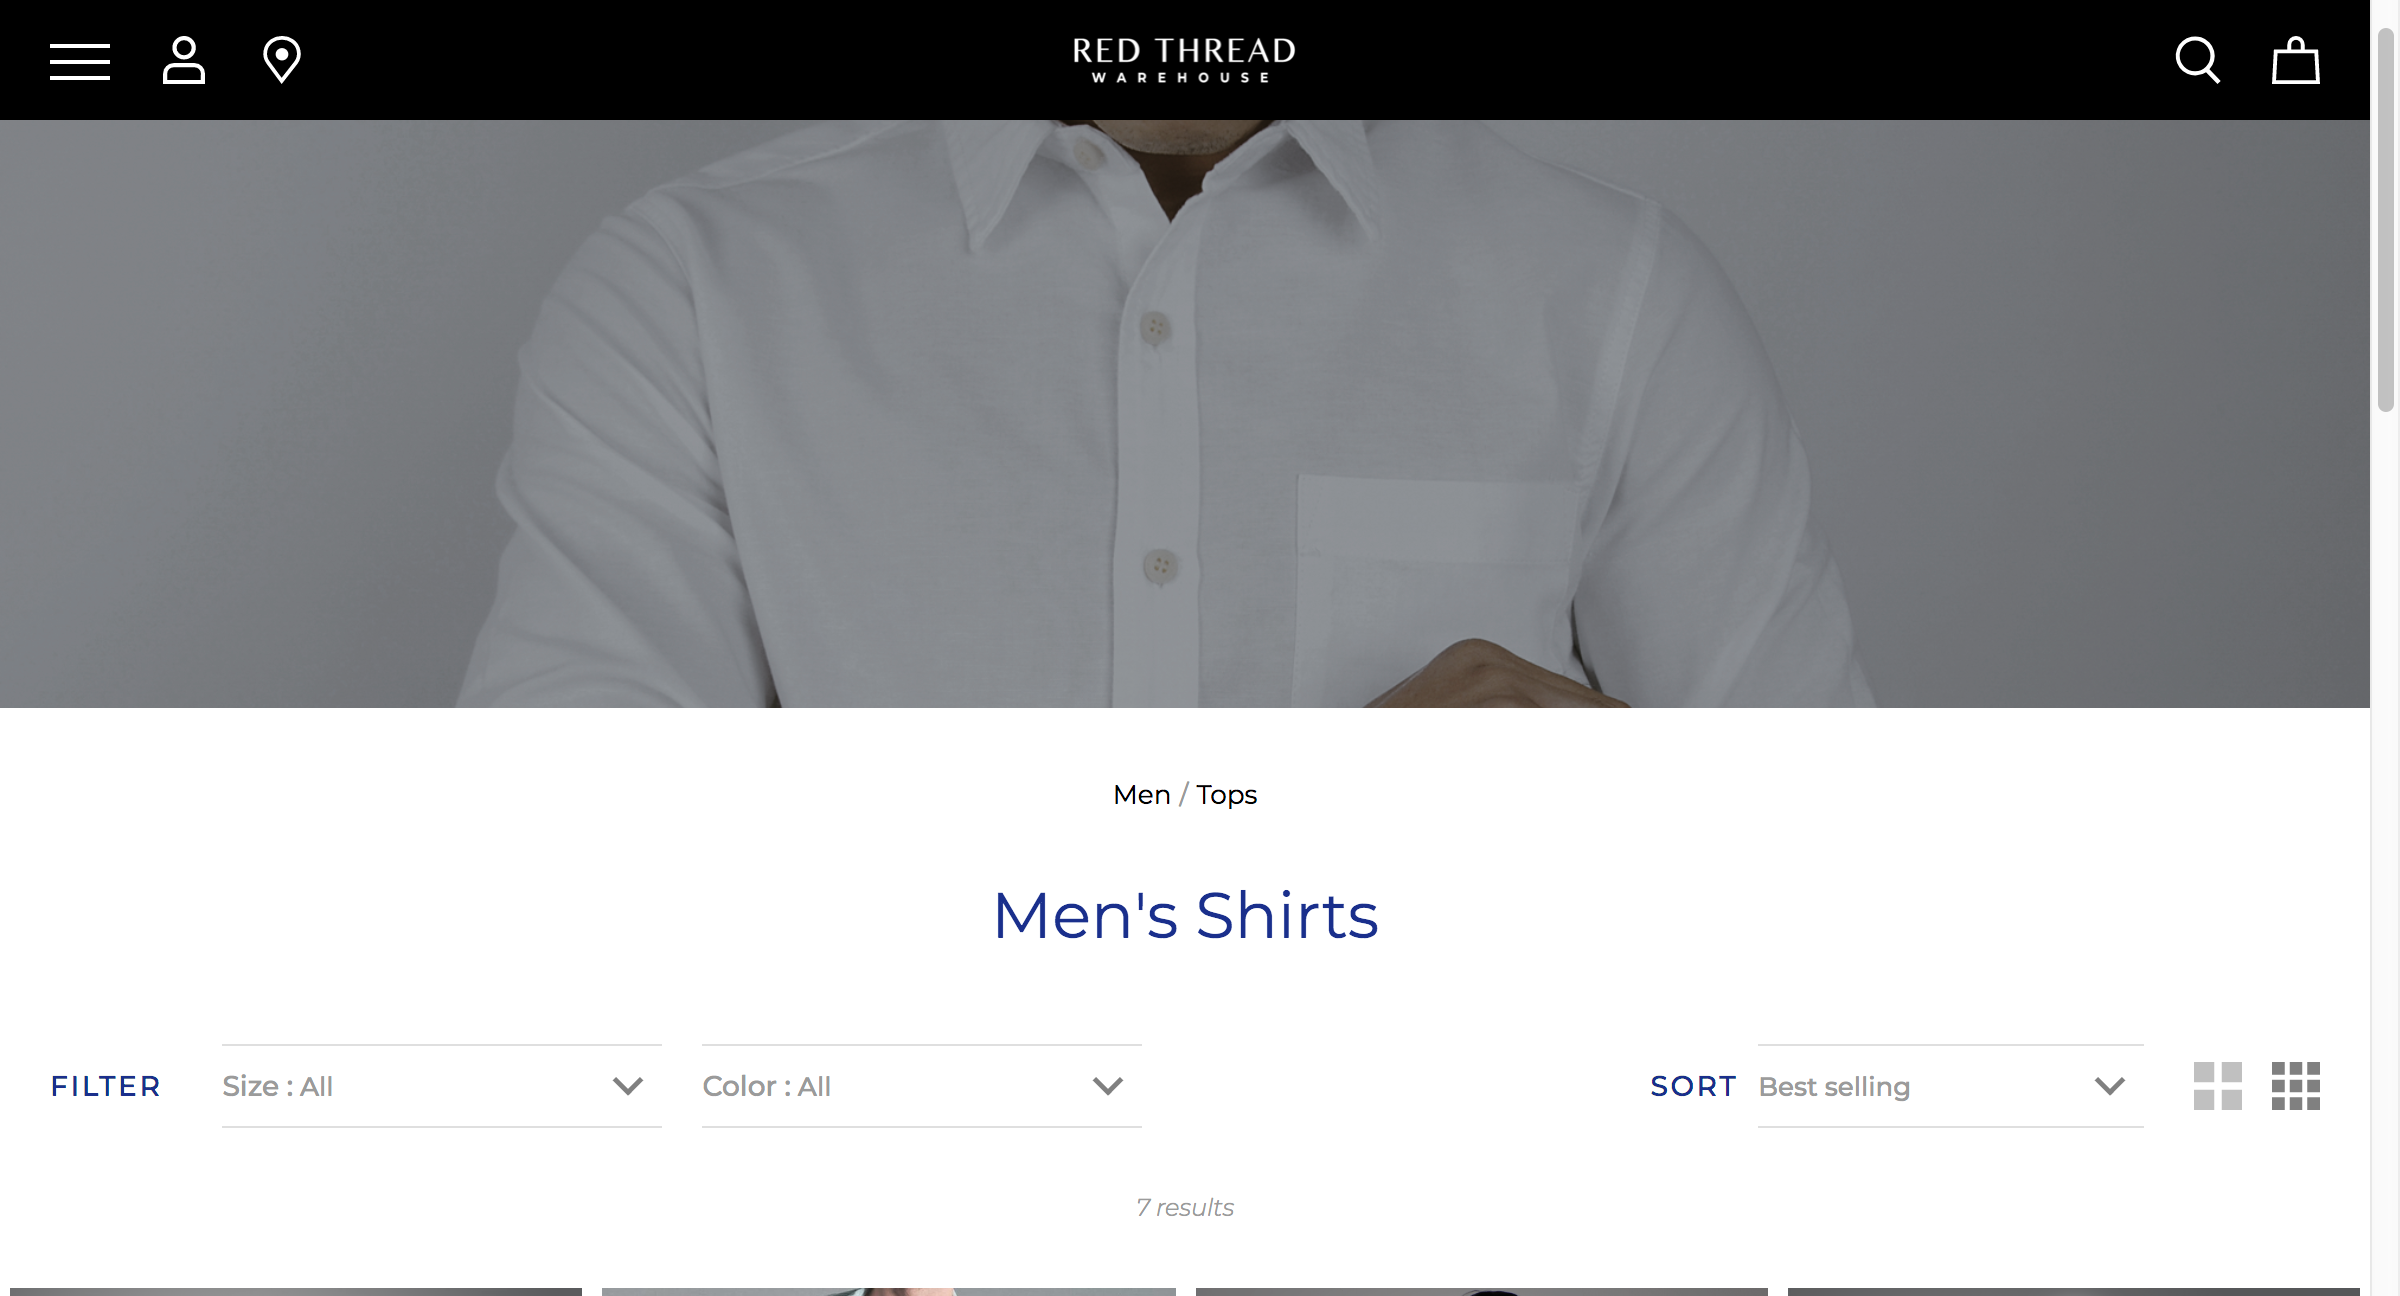 RED THREAD
WAREHOUSE
Men / Tops
Men's Shirts
FILTER Size : All Color : All SORT Best selling
7 results